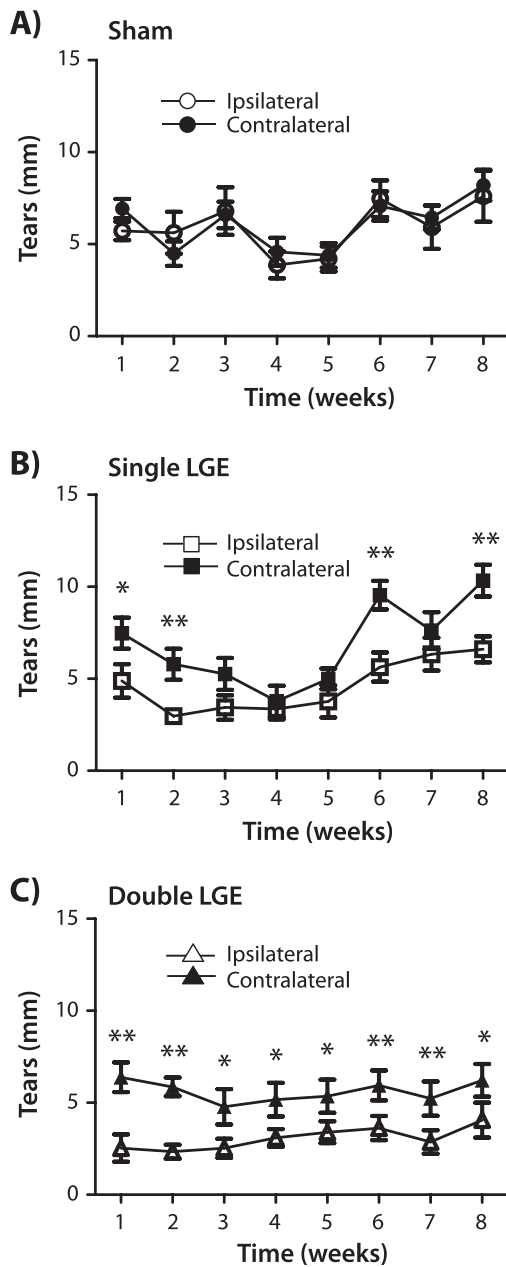 A) Sham
15
Ipsilateral
Contralateral
10
Tears (mm)
5
0
1 2 3 4 5 6 7 8
Time (weeks)
B) Single LGE
15
Ipsilateral
Contralateral
** **
10
*
**
Tears (mm)
5
0
1 2 3 4 5 6 7 8
Time (weeks)
C) Double LGE
15
Ipsilateral
Contralateral
10
** ** * * * ** ** *
Tears (mm)
5
0
1 2 3 4 5 6 7 8
Time (weeks)